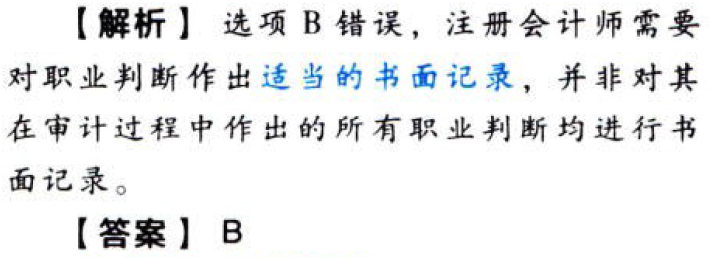 【解析】 选项 B 错误，注册会计师需要
对职业判断作出适当的书面记录，并非对其
在审计过程中作出的所有职业判断均进行书
面记录。
【答案】 B